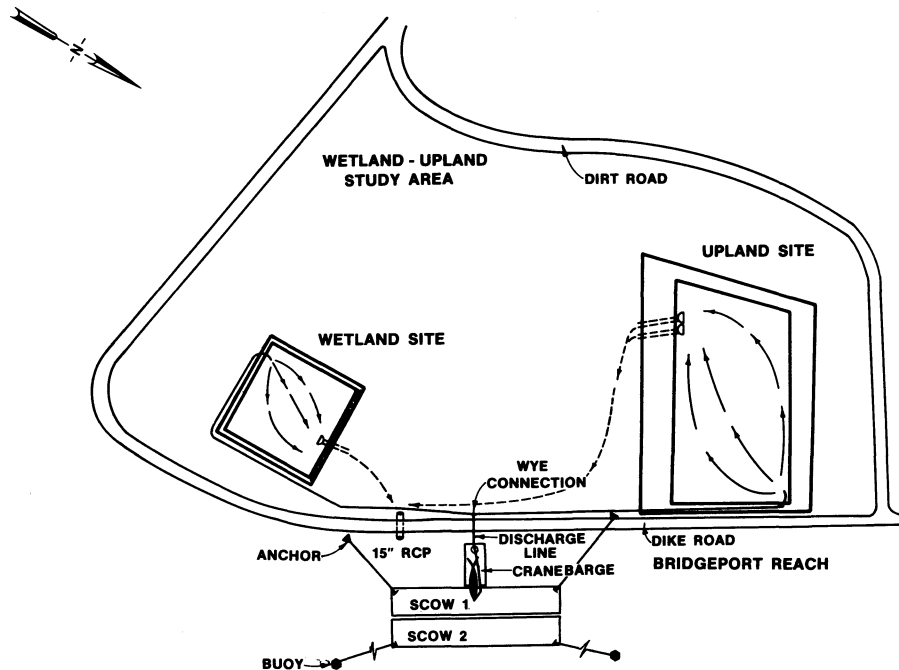 N
WETLAND - UPLAND
STUDY AREA
DIRT ROAD
UPLAND SITE
WETLAND SITE
WYE
CONNECTION
ANCHOR
15" RCP
DISCHARGE
LINE
CRANEBARGE
DIKE ROAD
BRIDGEPORT REACH
SCOW 1
SCOW 2
BUOY